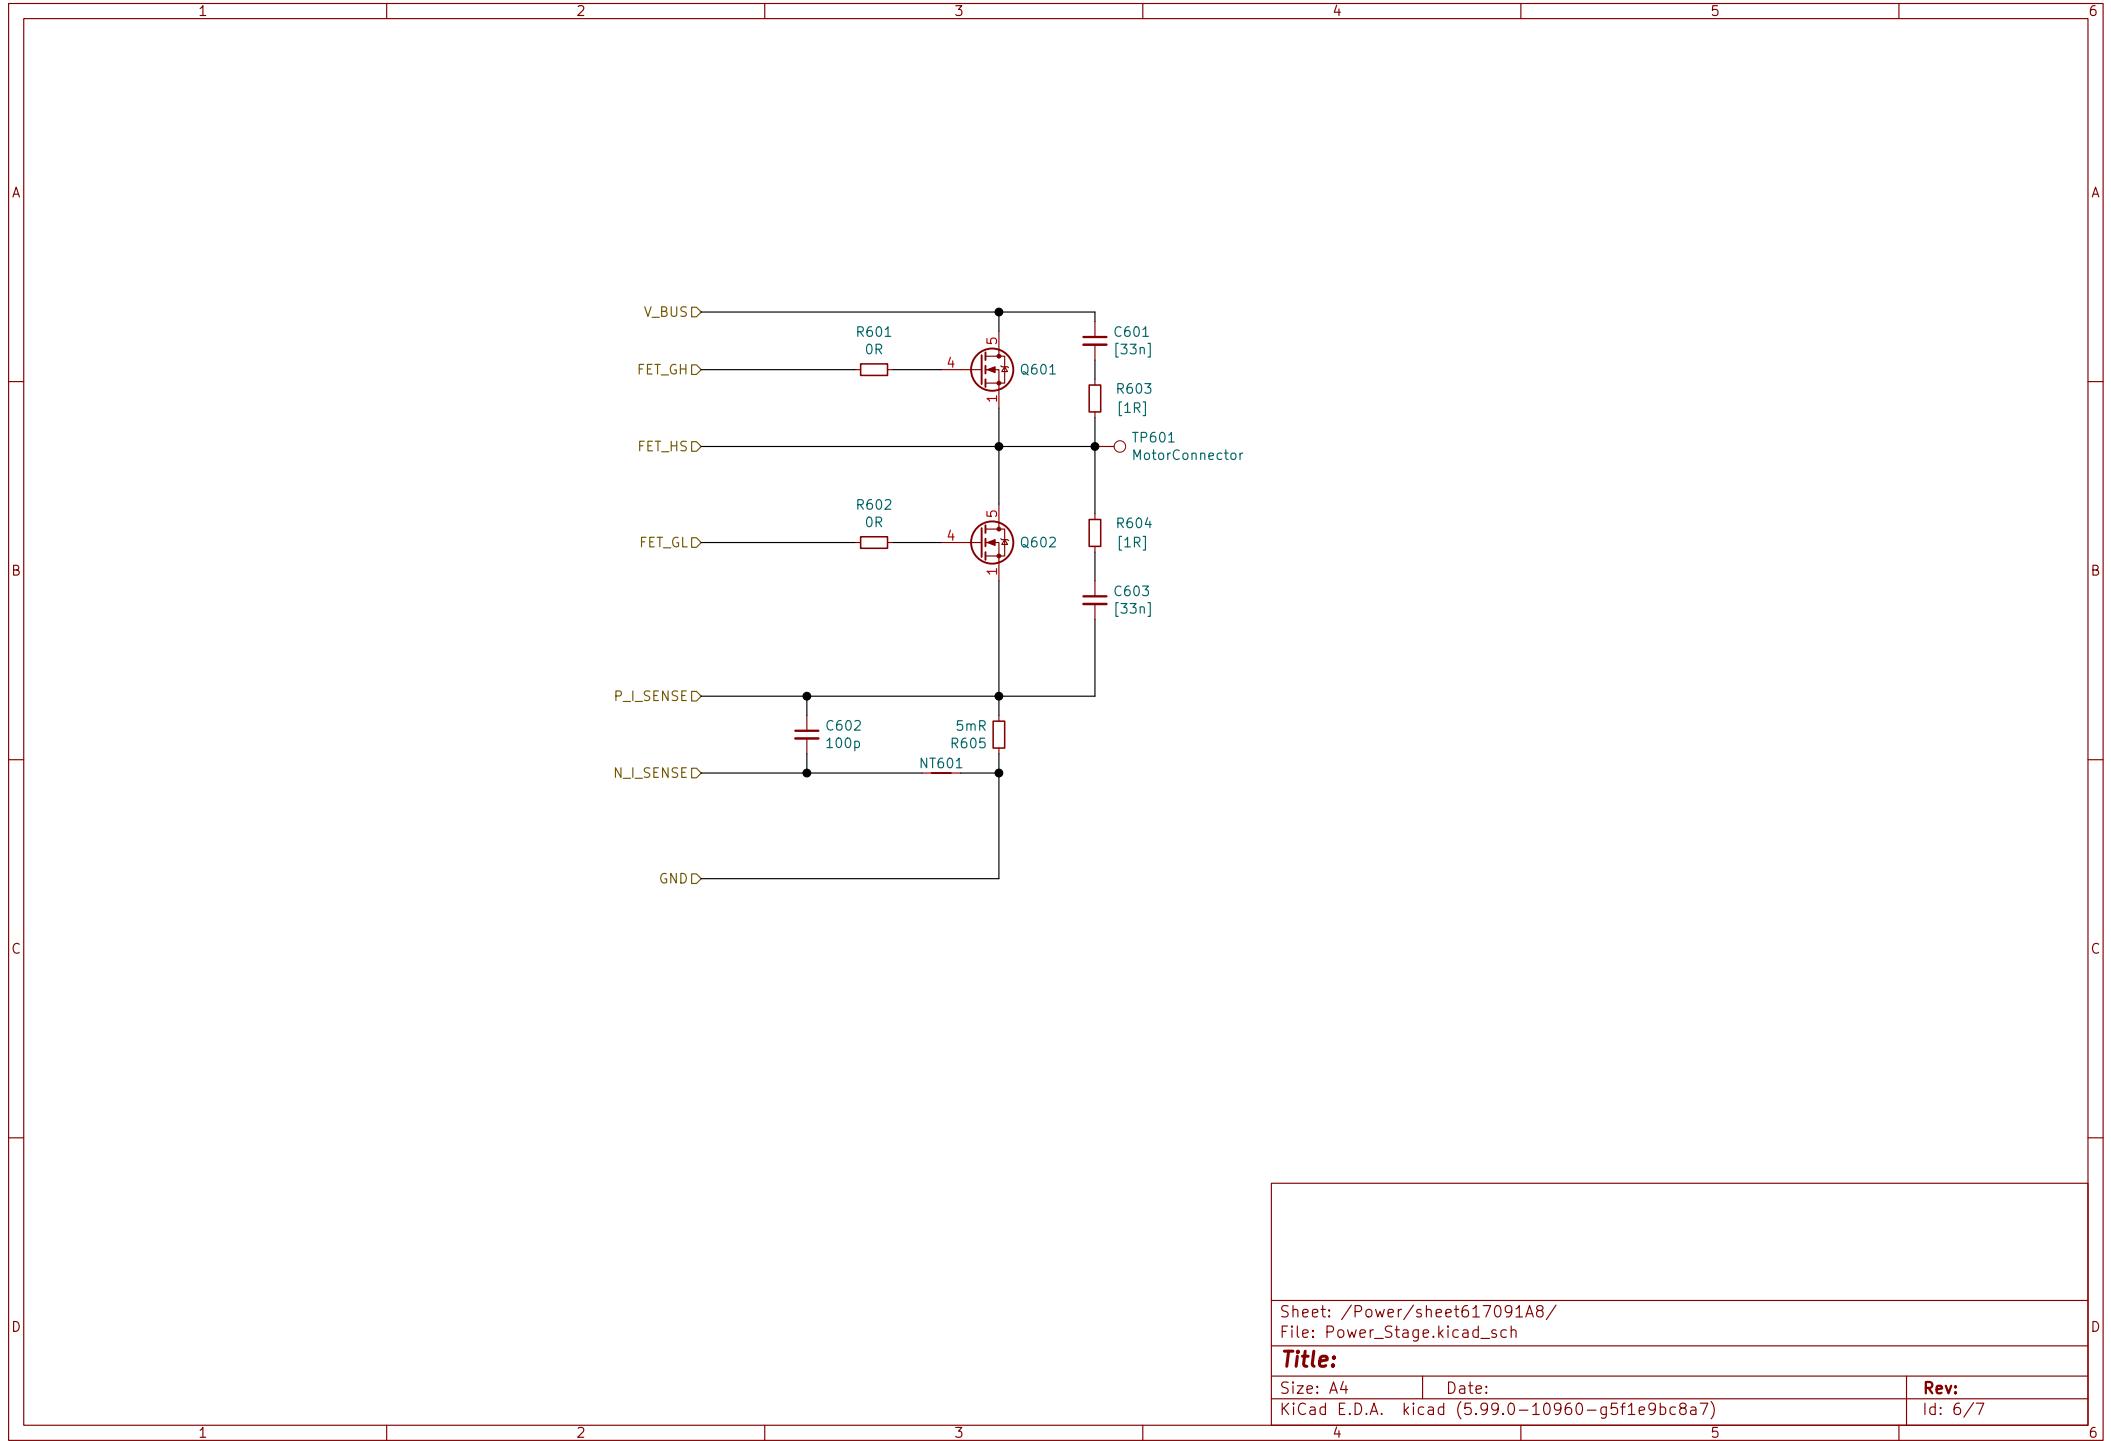 1 2 3 4 5 6
A A
V_BUS
R601
0R
5
C601
[33n]
FET_GH
4
Q601
1
R603
[1R]
FET_HS
TP601
MotorConnector
R602
0R
5
R604
[1R]
FET_GL
4
Q602
1
B B
C603
[33n]
P_I_SENSE
C602
100p
5mR
R605
NT601
N_I_SENSE
GND
C C
Sheet: /Power/sheet617091A8/
File: Power_Stage.kicad_sch
D D
Title:
Size: A4 Date: Rev:
KiCad E.D.A. kicad (5.99.0-10960-g5f1e9bc8a7) Id: 6/7
1 2 3 4 5 6